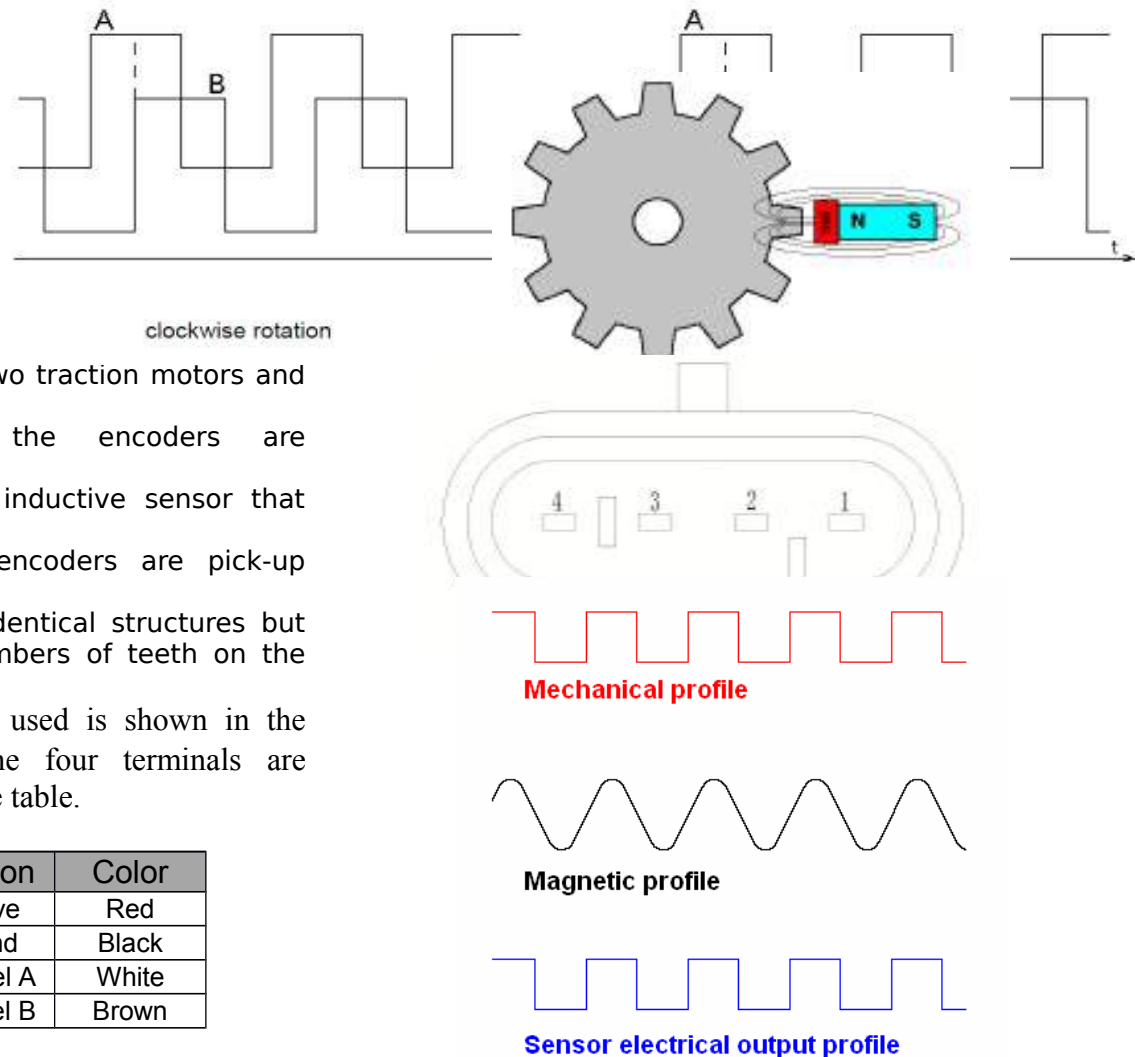 A
A
B
N S
t
clockwise rotation
wo traction motors and
the encoders are
inductive sensor that
encoders are pick-up
dentical structures but
mbers of teeth on the
used is shown in the
he four terminals are
e table.
4 3 2 1
Mechanical profile
Magnetic profile
on Color
ve Red
nd Black
el A White
el B Brown
Sensor electrical output profile